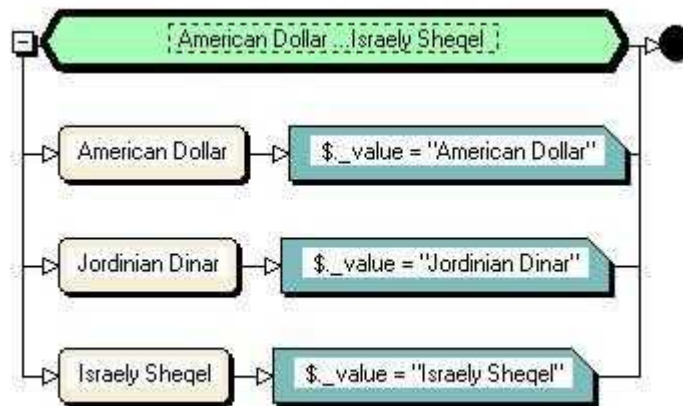 American Dollar ...Israely Sheqel
American Dollar
$._value = "American Dollar"
Jordinian Dinar
$._value = "Jordinian Dinar"
Israely Sheqel
$._value = "Israely Sheqel"